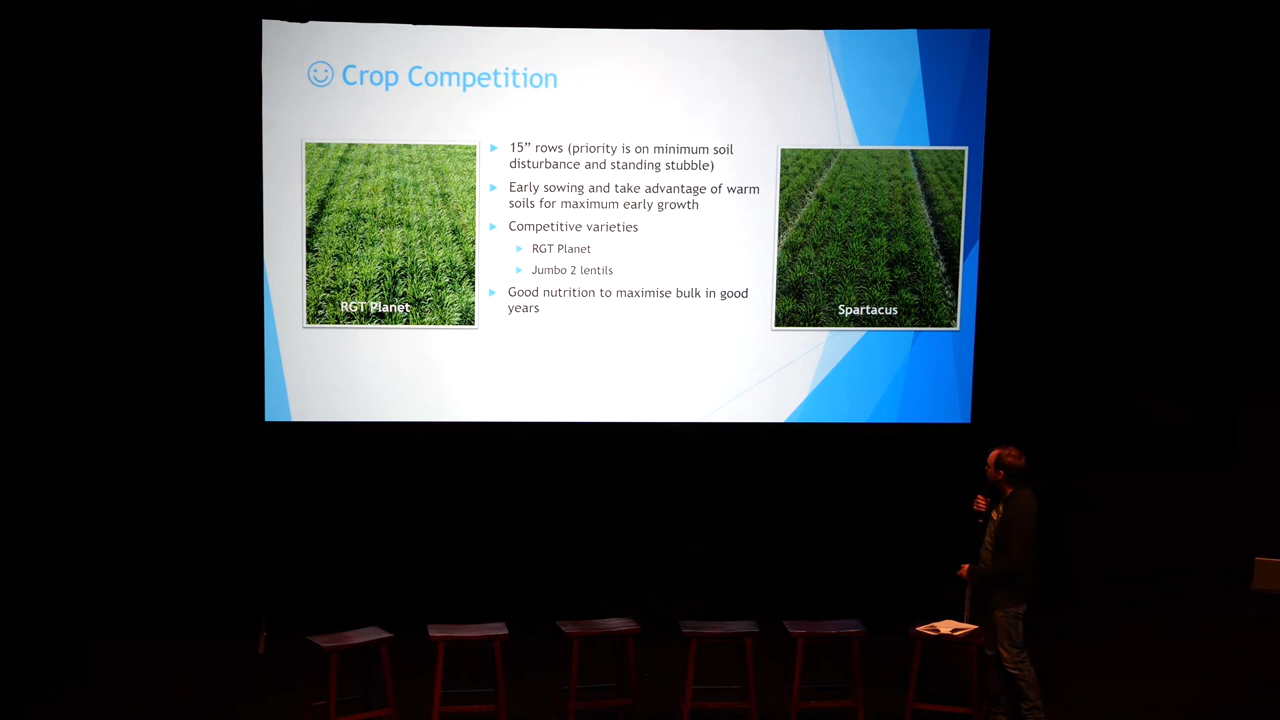 Crop Competition
15” rows (priority is on minimum soil
disturbance and standing stubble)
Early sowing and take advantage of warm
soils for maximum early growth
Competitive varieties
RGT Planet
Jumbo 2 lentils
Good nutrition to maximise bulk in good
years
RGT Planet
Spartacus